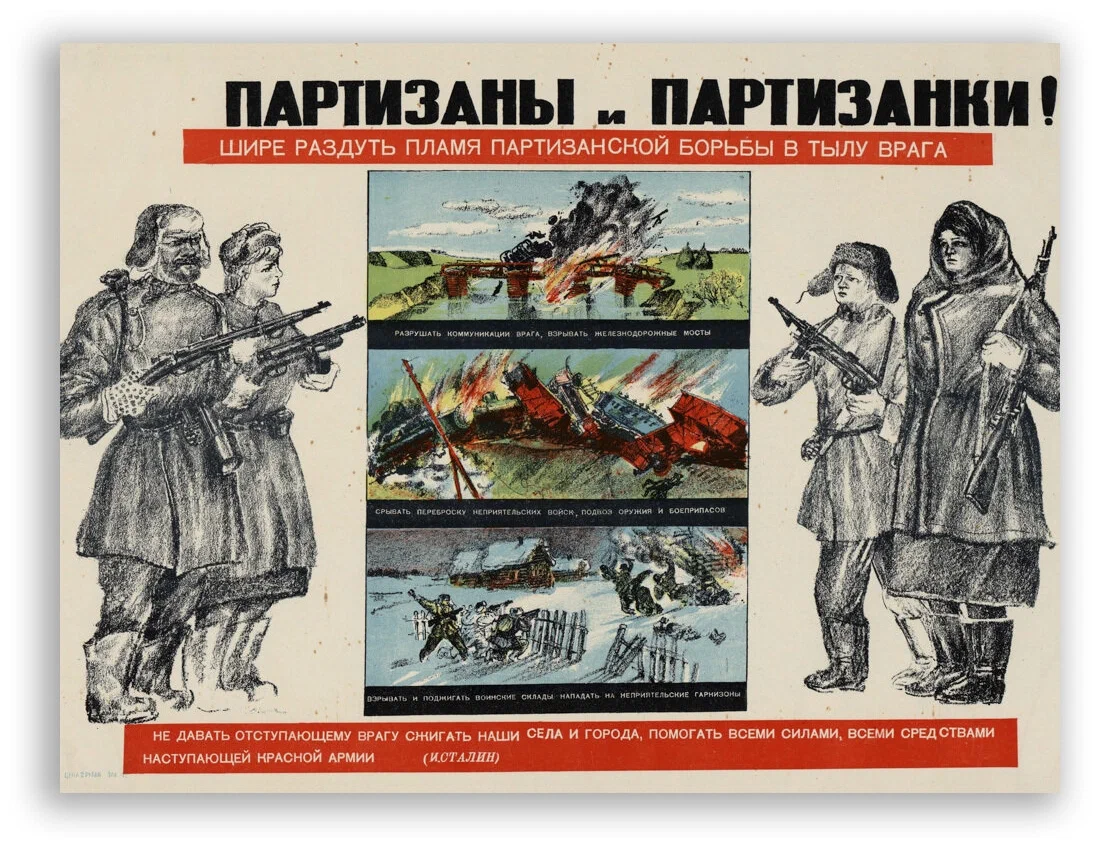 ПАРТИЗАНЫ и ПАРТИЗАНКИ!
ШИРЕ РАЗДУТЬ ПЛАМЯ ПАРТИЗАНСКОЙ БОРЬБЫ В ТЫЛУ ВРАГА
РАЗРУШАТЬ КОММУНИКАЦИИ ВРАГА, ВЗРЫВАТЬ ЖЕЛЕЗНОДОРОЖНЫЕ МОСТЫ
СРЫВАТЬ ПЕРЕБРОСКУ НЕПРИЯТЕЛЬСКИХ ВОЙСК, ПОДВОЗ ОРУЖИЯ И БОЕПРИПАСОВ
ВЗРЫВАТЬ И ПОДЖИГАТЬ ВОИНСКИЕ СКЛАДЫ НАПАДАТЬ НА НЕПРИЯТЕЛЬСКИЕ ГАРНИЗОНЫ
НЕ ДАВАТЬ ОТСТУПАЮЩЕМУ ВРАГУ СЖИГАТЬ НАШИ СЕЛА И ГОРОДА, ПОМОГАТЬ ВСЕМИ СИЛАМИ, ВСЕМИ СРЕДСТВАМИ
НАСТУПАЮЩЕЙ КРАСНОЙ АРМИИ (И.СТАЛИН)